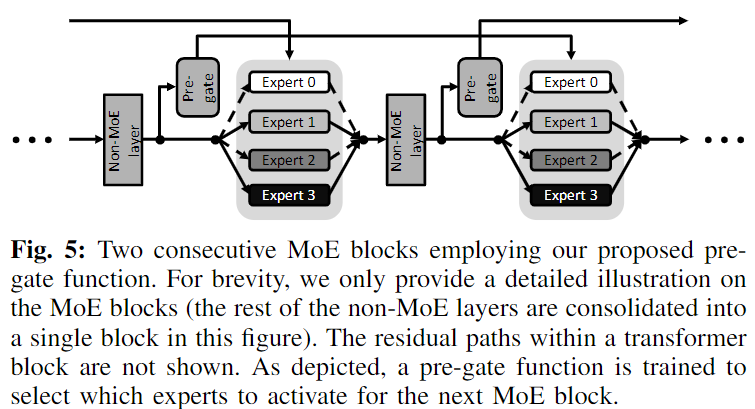 Pre-
gate
Non-MoE
layer
Expert 0
Expert 1
Expert 2
Expert 3
Pre-
gate
Non-MoE
layer
Expert 0
Expert 1
Expert 2
Expert 3
Fig. 5: Two consecutive MoE blocks employing our proposed pre-
gate function. For brevity, we only provide a detailed illustration on
the MoE blocks (the rest of the non-MoE layers are consolidated into
a single block in this figure). The residual paths within a transformer
block are not shown. As depicted, a pre-gate function is trained to
select which experts to activate for the next MoE block.